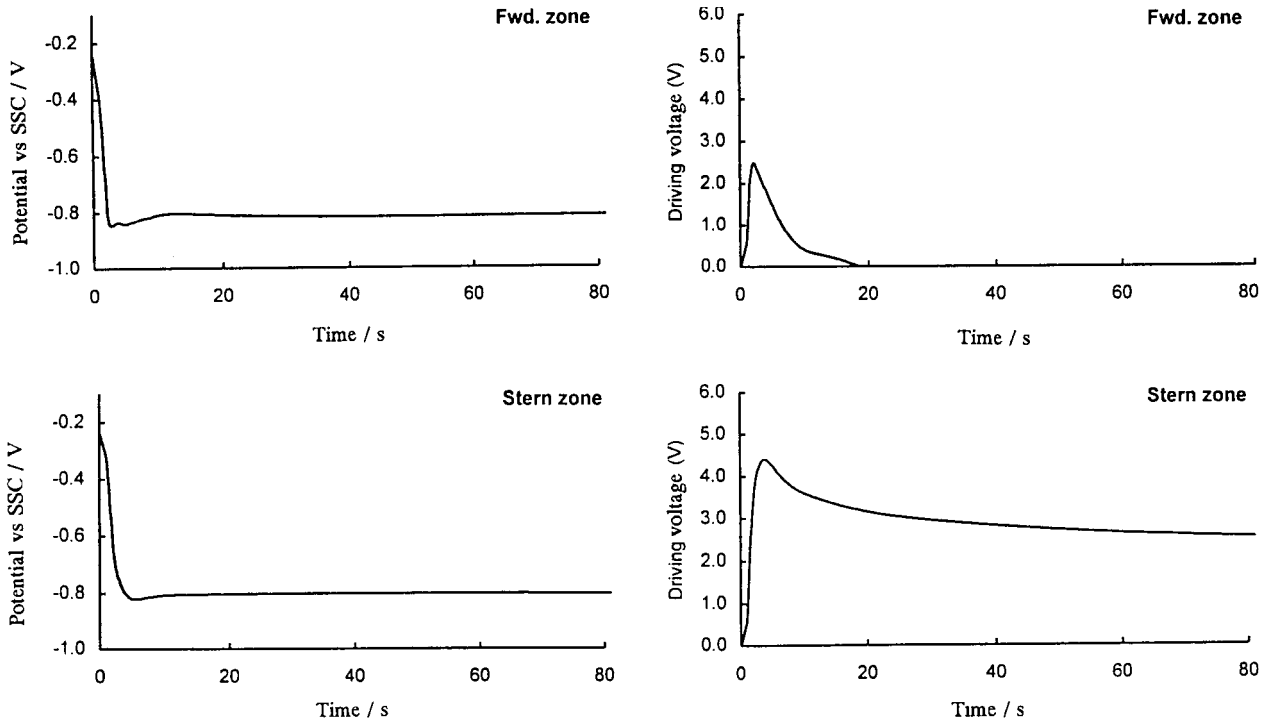 Fwd. zone
Potential vs SSC / V
-0.2
-0.4
-0.6
-0.8
-1.0
0 20 40 60 80
Time / s
Fwd. zone
Driving voltage (V)
6.0
5.0
4.0
3.0
2.0
1.0
0.0
0 20 40 60 80
Time / s
Stern zone
Potential vs SSC / V
-0.2
-0.4
-0.6
-0.8
-1.0
0 20 40 60 80
Time / s
Stern zone
Driving voltage (V)
6.0
5.0
4.0
3.0
2.0
1.0
0.0
0 20 40 60 80
Time / s